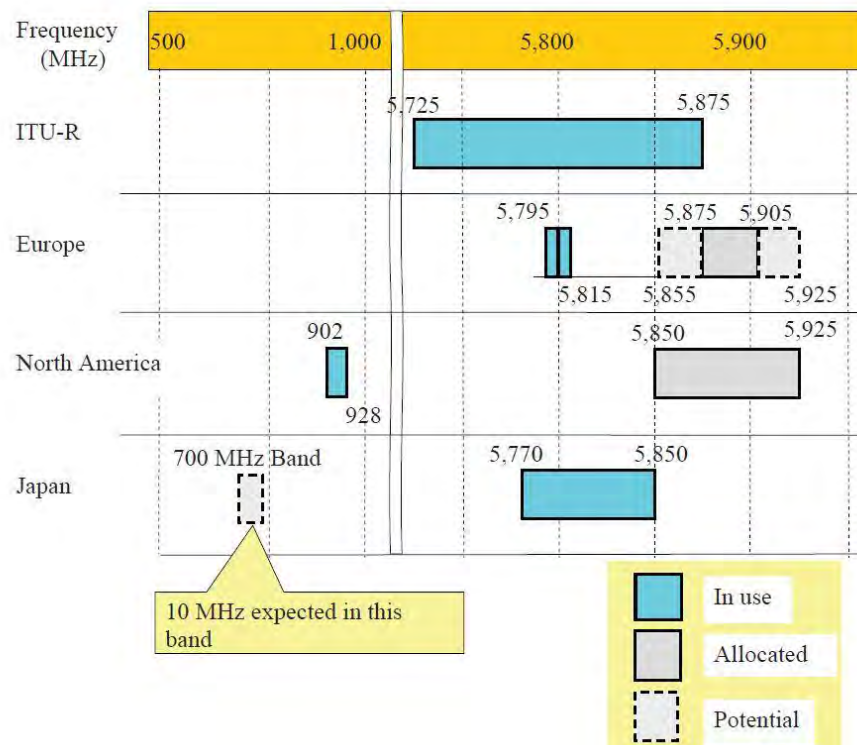 Frequency
(MHz)
500 1,000 5,800 5,900
ITU-R
5,725 5,875
Europe
5,795 5,875 5,905
5,815 5,855 5,925
North America
902 5,850 5,925
928
Japan
700 MHz Band 5,770 5,850
10 MHz expected in this
band
In use
Allocated
Potential